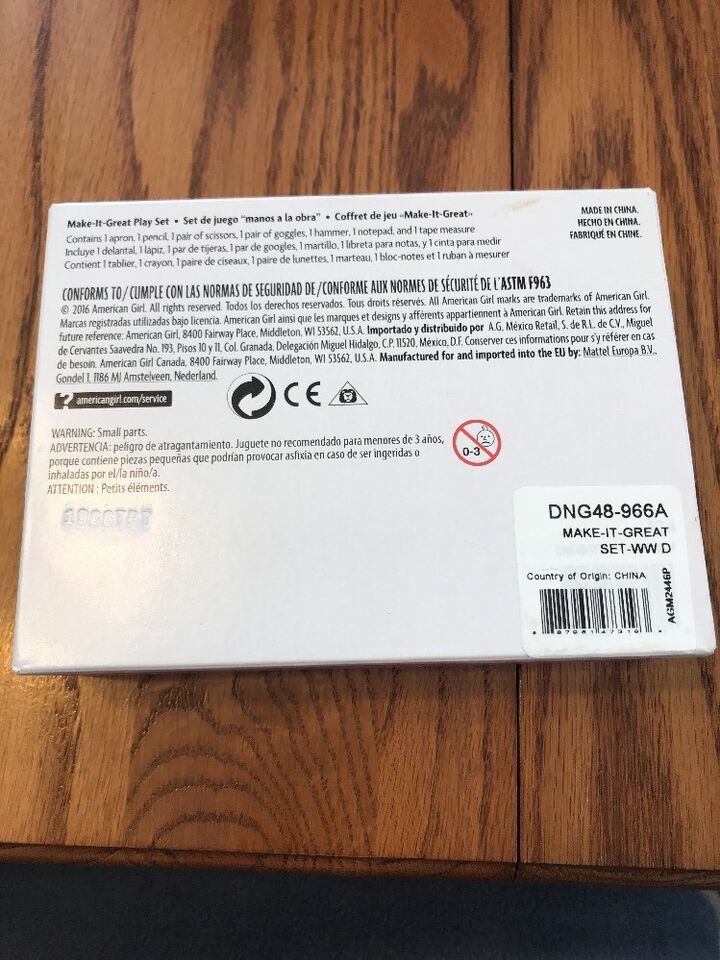 Make-It-Great Play Set • Set de juego "manos a la obra" • Coffret de jeu «Make-It-Great»
Contains 1 apron, 1 pencil, 1 pair of scissors, 1 pair of goggles, 1 hammer, 1 notepad, and 1 tape measure
Incluye 1 delantal, 1 lápiz, 1 par de tijeras, 1 par de googles, 1 martillo, 1 libreta para notas, y 1 cinta para medir
Contient 1 tablier, 1 crayon, 1 paire de ciseaux, 1 paire de lunettes, 1 marteau, 1 bloc-notes et 1 ruban à mesurer
MADE IN CHINA.
HECHO EN CHINA.
FABRIQUÉ EN CHINE.
CONFORMS TO/CUMPLE CON LAS NORMAS DE SEGURIDAD DE/CONFORME AUX NORMES DE SÉCURITÉ DE L'ASTM F963
© 2016 American Girl. All rights reserved. Todos los derechos reservados. Tous droits réservés. All American Girl marks are trademarks of American Girl.
Marcas registradas utilizadas bajo licencia. American Girl ainsi que les marques et designs y afférents appartiennent à American Girl. Retain this address for
future reference: American Girl, 8400 Fairway Place, Middleton, WI 53562, U.S.A. Importado y distribuido por A.G. México Retail, S. de R.L. de C.V., Miguel
de Cervantes Saavedra No. 193, Pisos 10 y 11, Col. Granada, Delegación Miguel Hidalgo, C.P. 11520, México, D.F. Conserver ces informations pour s'y référer en cas
de besoin. American Girl Canada, 8400 Fairway Place, Middleton, WI 53562, U.S.A. Manufactured for and imported into the EU by: Mattel Europa B.V.,
Gondel 1, 1186 MJ Amstelveen, Nederland.
? americangirl.com/service
CE
WARNING: Small parts.
ADVERTENCIA: peligro de atragantamiento. Juguete no recomendado para menores de 3 años,
porque contiene piezas pequeñas que podrían provocar asfixia en caso de ser ingeridas o
inhaladas por el/la niño/a.
ATTENTION : Petits éléments.
0-3
DNG48-966A
MAKE-IT-GREAT
SET-WW D
Country of Origin: CHINA
AGM2446P